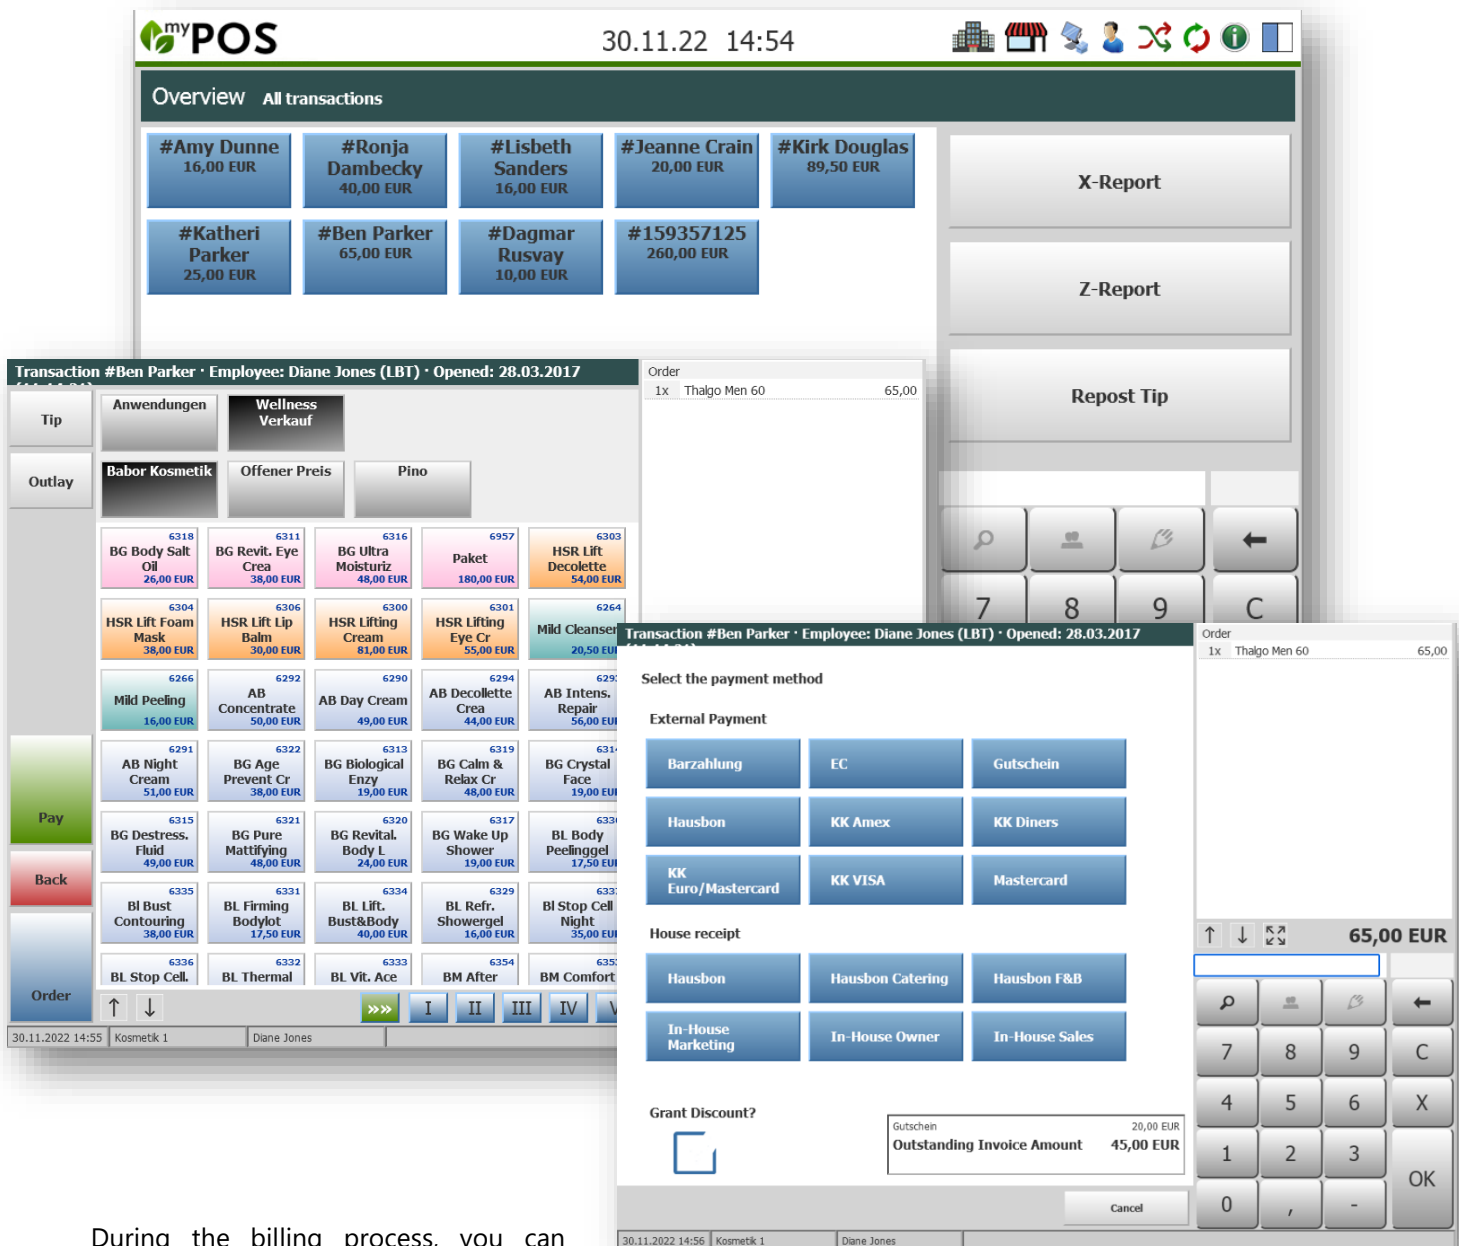 myPOS
30.11.22 14:54
Overview All transactions
#Amy Dunne
16,00 EUR
#Ronja
Dambecky
40,00 EUR
#Lisbeth
Sanders
16,00 EUR
#Jeanne Crain
20,00 EUR
#Kirk Douglas
89,50 EUR
#Katheri
Parker
25,00 EUR
#Ben Parker
65,00 EUR
#Dagmar
Rusvay
10,00 EUR
#159357125
260,00 EUR
X-Report
Z-Report
Repost Tip
7 8 9 C
Transaction #Ben Parker · Employee: Diane Jones (LBT) · Opened: 28.03.2017
Tip
Outlay
Pay
Back
Order
Anwendungen
Wellness
Verkauf
Babor Kosmetik
Offener Preis
Pino
6318
BG Body Salt
Oil
26,00 EUR
6311
BG Revit. Eye
Crea
38,00 EUR
6316
BG Ultra
Moisturiz
48,00 EUR
6957
Paket
180,00 EUR
6303
HSR Lift
Decolette
54,00 EUR
6304
HSR Lift Foam
Mask
38,00 EUR
6306
HSR Lift Lip
Balm
30,00 EUR
6300
HSR Lifting
Cream
81,00 EUR
6301
HSR Lifting
Eye Cr
55,00 EUR
6264
Mild Cleanser
20,50 EU
6266
Mild Peeling
16,00 EUR
6292
AB
Concentrate
50,00 EUR
6290
AB Day Cream
49,00 EUR
6294
AB Decollette
Crea
44,00 EUR
629
AB Intens.
Repair
56,00 EU
6291
AB Night
Cream
51,00 EUR
6322
BG Age
Prevent Cr
38,00 EUR
6313
BG Biological
Enzy
19,00 EUR
6319
BG Calm &
Relax Cr
48,00 EUR
631
BG Crystal
Face
19,00 EU
6315
BG Destress.
Fluid
49,00 EUR
6321
BG Pure
Mattifying
48,00 EUR
6320
BG Revital.
Body L
24,00 EUR
6317
BG Wake Up
Shower
19,00 EUR
633
BL Body
Peelinggel
17,50 EU
6335
Bl Bust
Contouring
38,00 EUR
6331
BL Firming
Bodylot
17,50 EUR
6334
BL Lift.
Bust&Body
40,00 EUR
6329
BL Refr.
Showergel
16,00 EUR
633
Bl Stop Cell
Night
35,00 EU
6336
BL Stop Cell.
6332
BL Thermal
6333
BL Vit. Ace
6354
BM After
635
BM Comfort
↑ ↓ »» I II III IV V
30.11.2022 14:55 Kosmetik 1 Diane Jones
Order
1x Thalgo Men 60 65,00
Transaction #Ben Parker · Employee: Diane Jones (LBT) · Opened: 28.03.2017
Select the payment method
External Payment
Barzahlung
EC
Gutschein
Hausbon
KK Amex
KK Diners
KK
Euro/Mastercard
KK VISA
Mastercard
House receipt
Hausbon
Hausbon Catering
Hausbon F&B
In-House
Marketing
In-House Owner
In-House Sales
Grant Discount?
Gutschein 20,00 EUR
Outstanding Invoice Amount 45,00 EUR
Cancel
30.11.2022 14:56 Kosmetik 1 Diane Jones
Order
1x Thalgo Men 60 65,00
↑ ↓ 65,00 EUR
7 8 9 C
4 5 6 X
1 2 3
OK
0 , -
During the billing process, you can